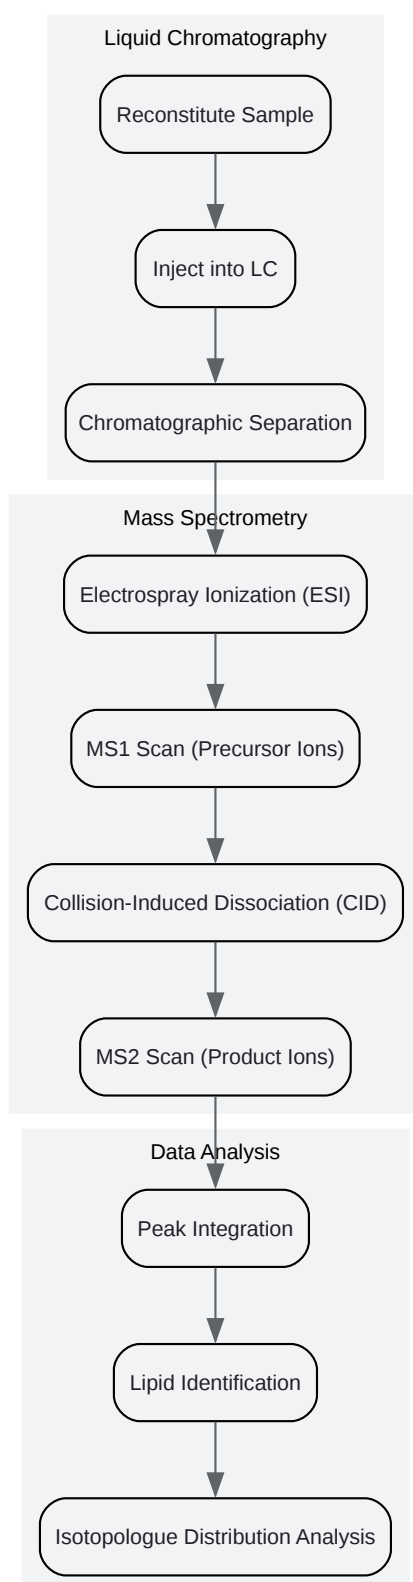 Liquid Chromatography
Reconstitute Sample
Inject into LC
Chromatographic Separation
Mass Spectrometry
Electrospray Ionization (ESI)
MS1 Scan (Precursor Ions)
Collision-Induced Dissociation (CID)
MS2 Scan (Product Ions)
Data Analysis
Peak Integration
Lipid Identification
Isotopologue Distribution Analysis